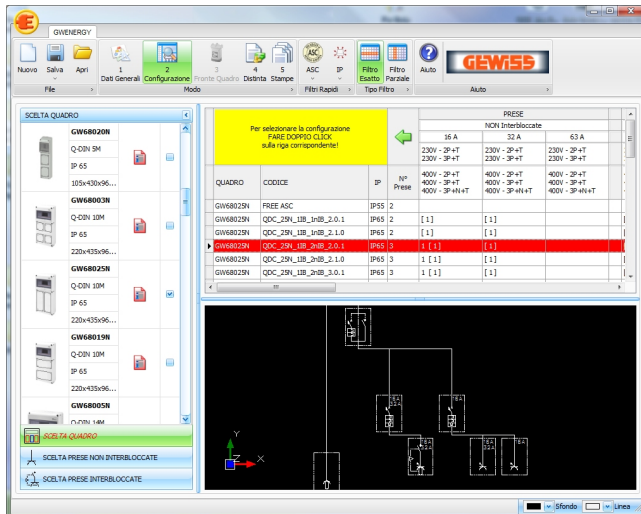 GWENERGY
Nuovo Salva Apri
1 Dati Generali
2 Configurazione
3 Fronte Quadro
4 Distinta
5 Stampe
ASC IP
Filtro Esatto
Filtro Parziale
Aiuto
GEWISS
File Modo Filtri Rapidi Tipo Filtro Aiuto
SCELTA QUADRO
GW68020N
Q-DIN 5M
IP 65
105x430x96...
GW68003N
Q-DIN 10M
IP 65
220x435x96...
GW68025N
Q-DIN 10M
IP 65
220x435x96...
GW68019N
Q-DIN 10M
IP 65
220x435x96...
GW68005N
Q-DIN 14M
SCELTA QUADRO
SCELTA PRESE NON INTERBLOCCATE
SCELTA PRESE INTERBLOCCATE
Per selezionare la configurazione
FARE DOPPIO CLICK
sulla riga corrispondente!
PRESE
NON Interbloccate
16 A 32 A 63 A
230V - 2P+T 230V - 2P+T 230V - 2P+T
230V - 3P+T 230V - 3P+T 230V - 3P+T
400V - 2P+T 400V - 2P+T 400V - 2P+T
400V - 3P+T 400V - 3P+T 400V - 3P+T
400V - 3P+N+T 400V - 3P+N+T 400V - 3P+N+T
QUADRO CODICE IP N° Prese
GW68025N FREE ASC IP55 2
GW68025N QDC_25N_1IB_1nIB_2.0.1 IP65 2 [1] [1]
GW68025N QDC_25N_1IB_1nIB_2.1.0 IP65 2 [1] [1]
GW68025N QDC_25N_1IB_2nIB_2.0.1 IP65 3 1 [1] [1]
GW68025N QDC_25N_1IB_2nIB_2.1.0 IP65 3 1 [1] [1]
GW68025N QDC_25N_1IB_2nIB_3.0.1 IP65 3 1 [1] [1]
16A
32A
16A
32A
16A
32A
16A
32A
Y
Z
X
Sfondo Linea